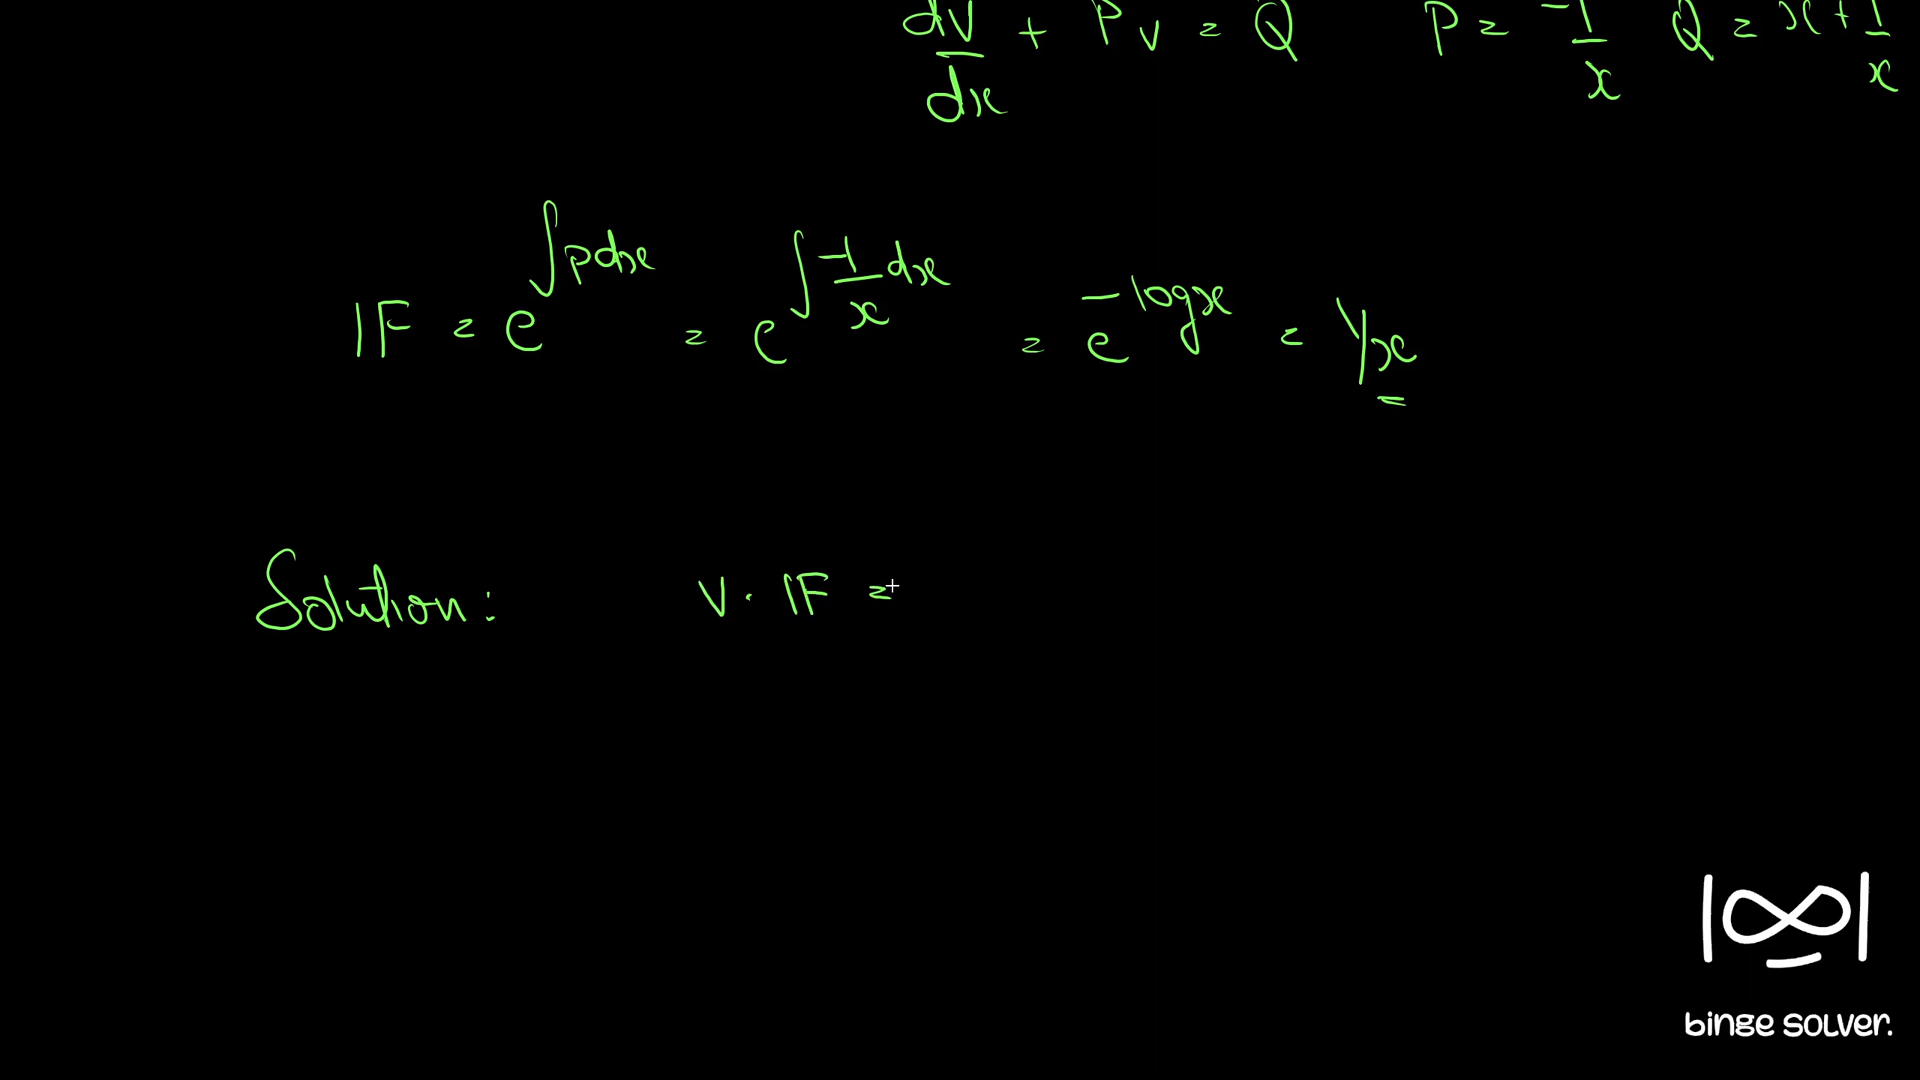 dv/dx + Pv = Q P = -1/x Q = x + 1/x
IF = e^∫pdx = e^∫-1/x dx = e^-logx = 1/x
Solution: v · IF =
binge solver.